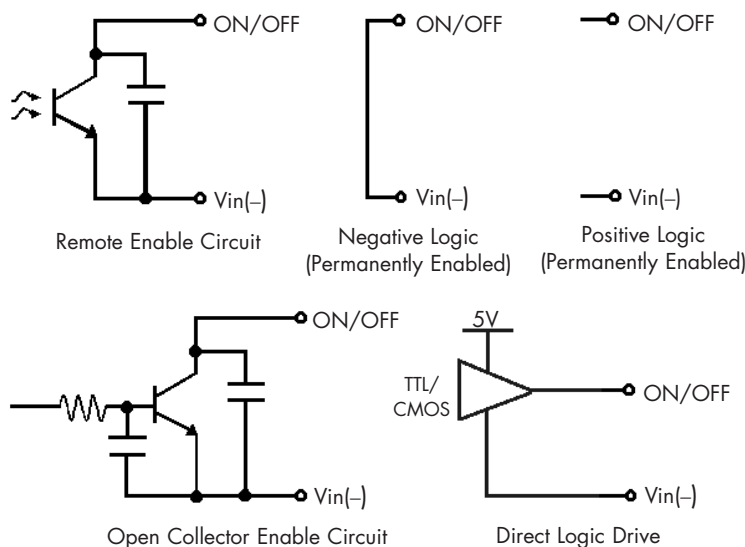 ON/OFF
Vin(–)
Remote Enable Circuit
ON/OFF
Vin(–)
Negative Logic
(Permanently Enabled)
ON/OFF
Vin(–)
Positive Logic
(Permanently Enabled)
ON/OFF
Vin(–)
Open Collector Enable Circuit
5V
TTL/
CMOS
ON/OFF
Vin(–)
Direct Logic Drive